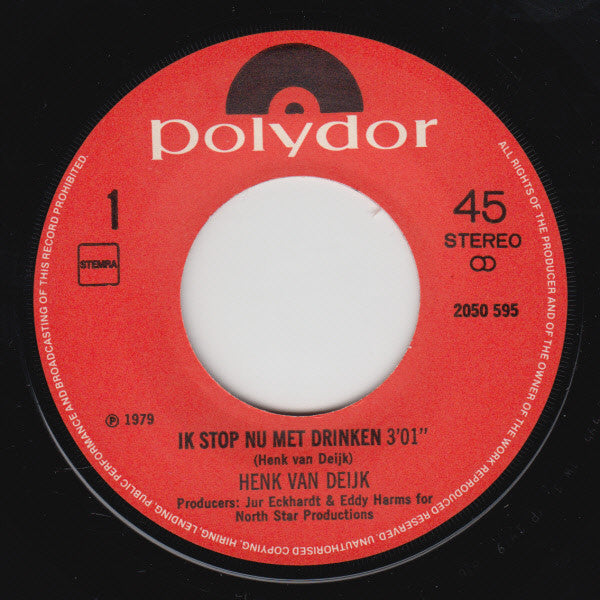 polydor
1
45
STEREO
STEMRA
2050 595
℗ 1979
IK STOP NU MET DRINKEN 3'01"
(Henk van Deijk)
HENK VAN DEIJK
Producers: Jur Eckhardt & Eddy Harms for
North Star Productions
ALL RIGHTS OF THE PRODUCER AND OF THE OWNER OF THE WORK REPRODUCED RESERVED. UNAUTHORISED COPYING, HIRING, LENDING, PUBLIC PERFORMANCE AND BROADCASTING OF THIS RECORD PROHIBITED.